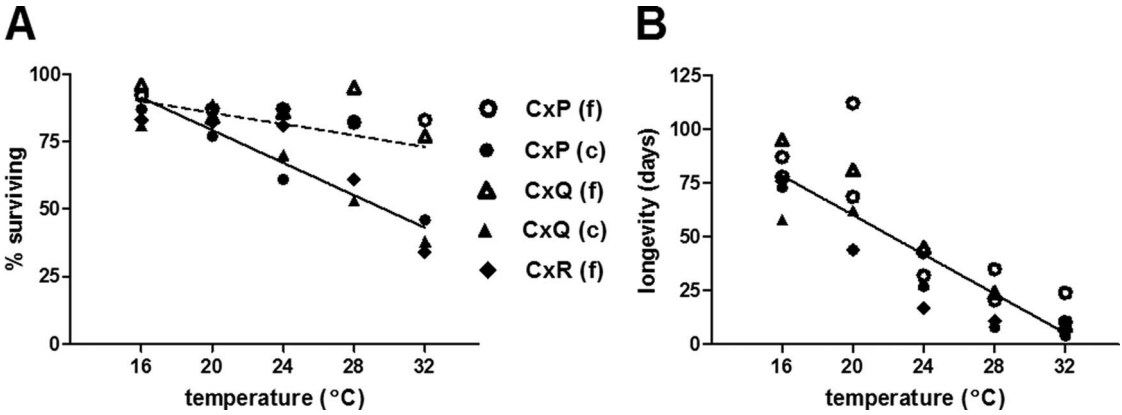 A
% surviving
100
75
50
25
0
16 20 24 28 32
temperature (°C)
CxP (f)
CxP (c)
CxQ (f)
CxQ (c)
CxR (f)
B
longevity (days)
125
100
75
50
25
0
16 20 24 28 32
temperature (°C)